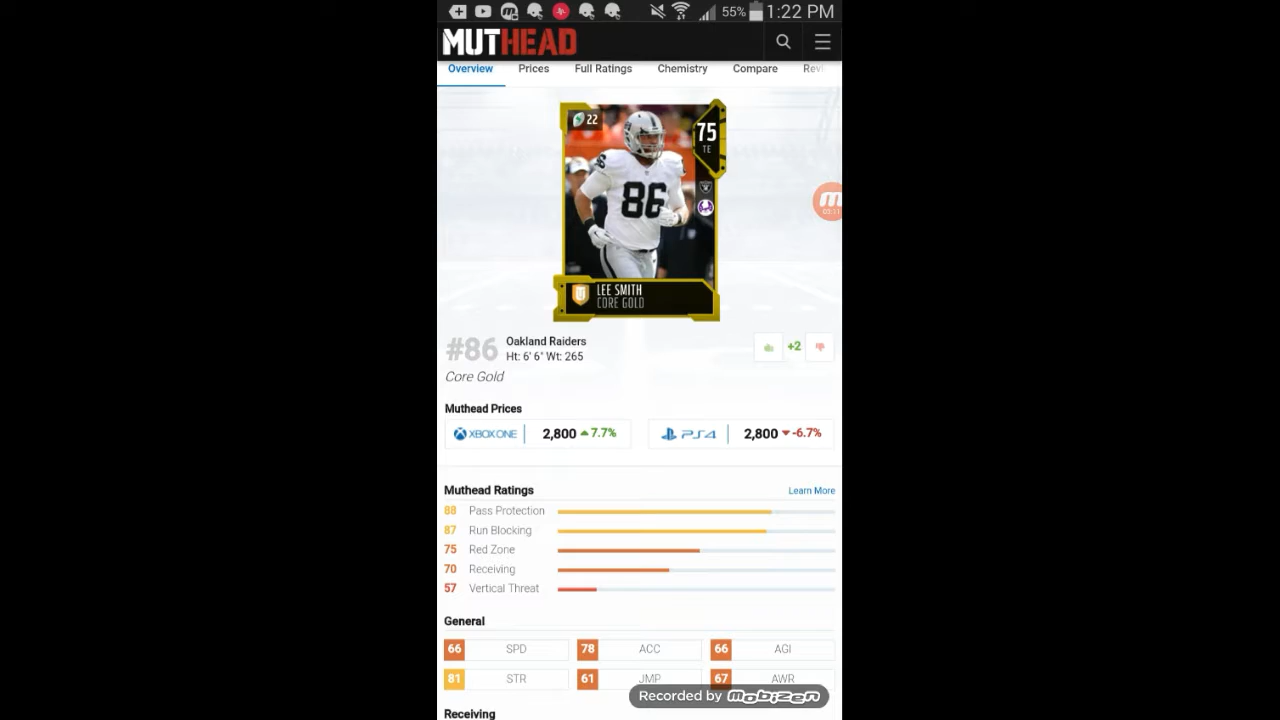 55% 1:22 PM
MUTHEAD
Overview Prices Full Ratings Chemistry Compare Revi
22
75
TE
86
M
03:11
LEE SMITH
CORE GOLD
#86
Oakland Raiders
Ht: 6' 6" Wt: 265
+2
Core Gold
Muthead Prices
XBOX ONE 2,800 7.7%
PS4 2,800 -6.7%
Muthead Ratings Learn More
88 Pass Protection
87 Run Blocking
75 Red Zone
70 Receiving
57 Vertical Threat
General
66 SPD 78 ACC 66 AGI
81 STR 61 JMP 67 AWR
Recorded by mobizen
Receiving